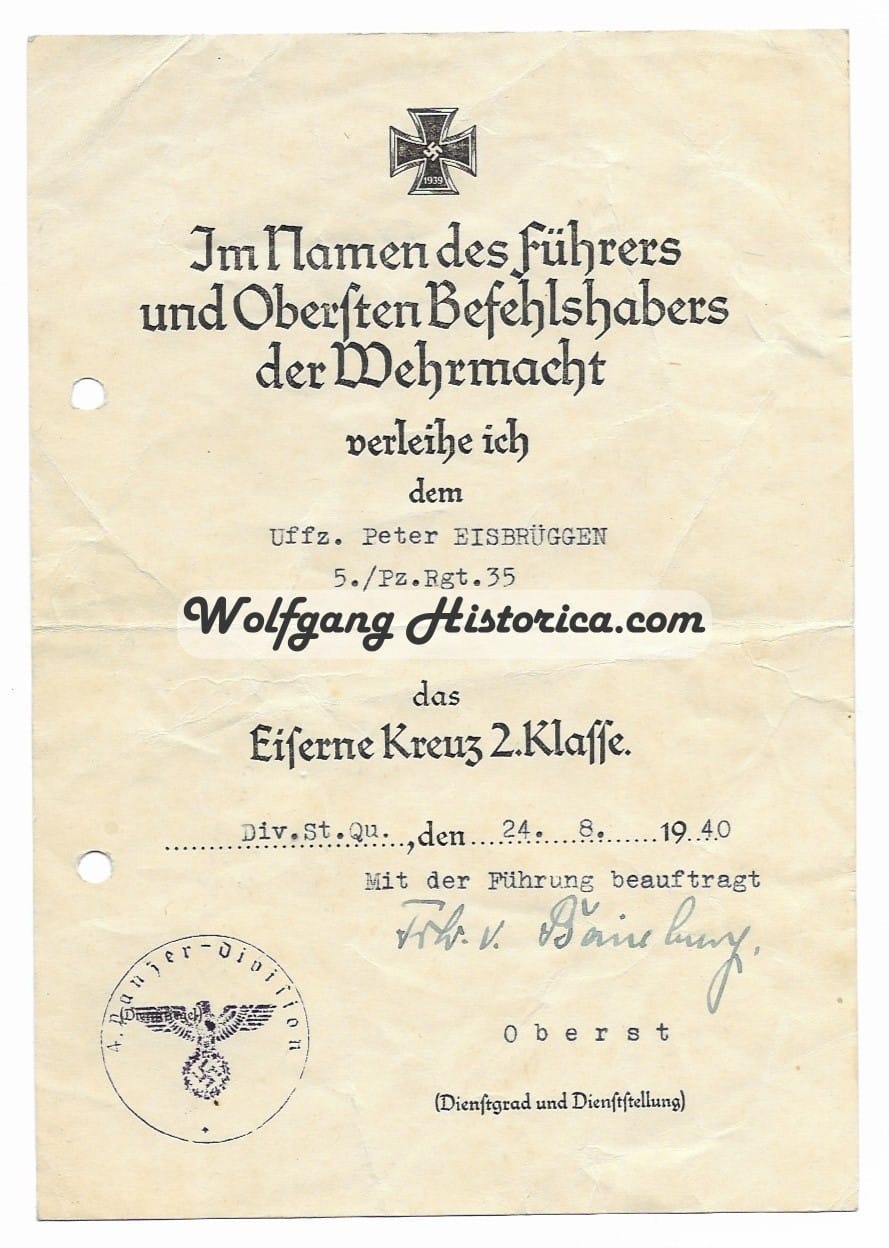 1939
Im Namen des Führers
und Oberſten Befehlshabers
der Wehrmacht
verleihe ich
dem
Uffz. Peter EISBRÜGGEN
5./Pz.Rgt.35
Wolfgang Historica.com
das
Eiſerne Kreuz 2.Klaſſe.
Div.St.Qu., den 24. 8. 1940
Mit der Führung beauftragt
Frhr. v. Boineburg.
4. Panzer-Diviſion
(Dienſtſiegel)
Oberst
(Dienſtgrad und Dienſtſtellung)